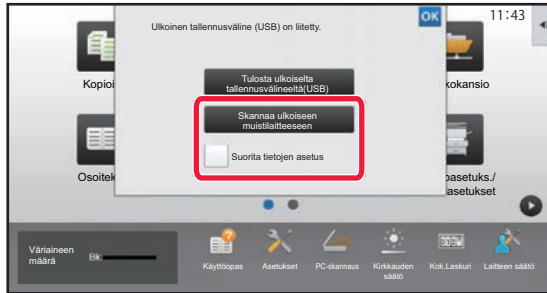 11:43
OK
Ulkoinen tallennusväline (USB) on liitetty.
Tulosta ulkoiselta
tallennusvälineeltä(USB)
Kopioi
kokansio
Skannaa ulkoiseen
muistilaitteeseen
Suorita tietojen asetus
Osoitek
asetuks./
asetukset
Väriaineen
määrä
Bk:
Käyttöopas
Asetukset
PC-skannaus
Kirkkauden
säätö
Kok.Laskuri
Laitteen säätö